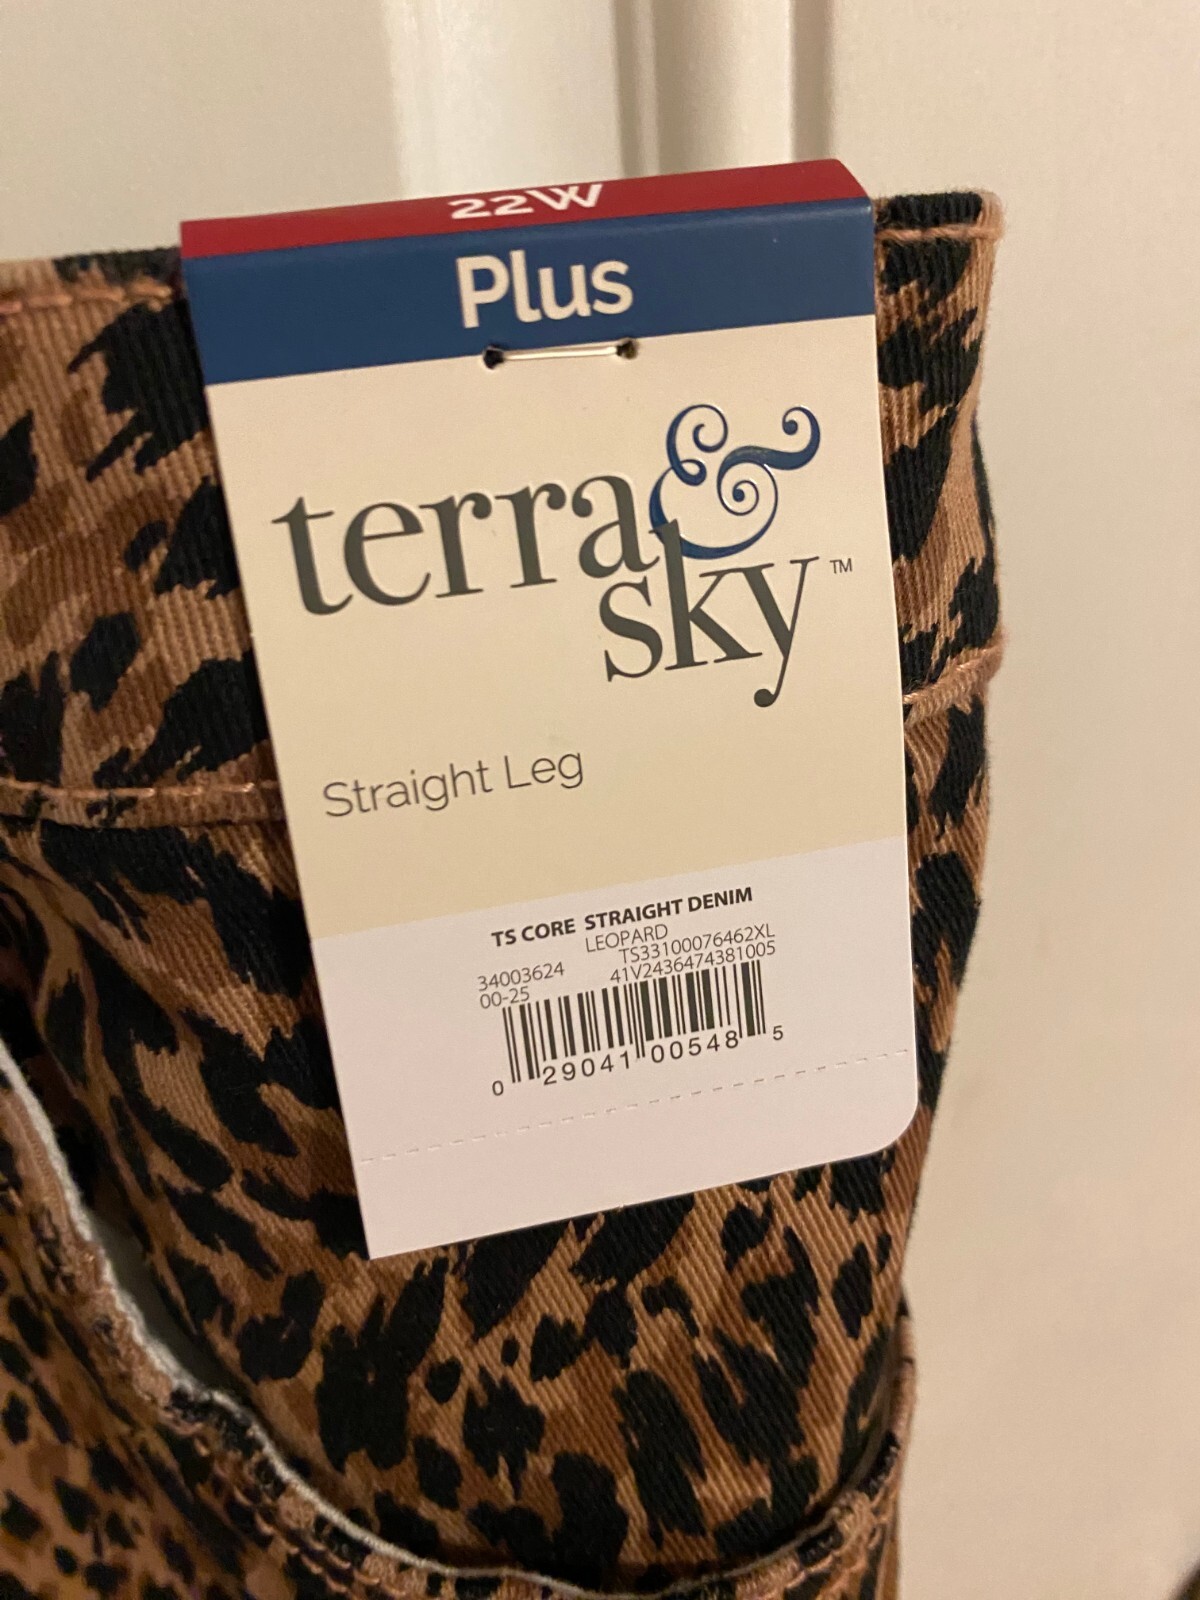 22W
Plus
terra &
sky™
Straight Leg
TS CORE STRAIGHT DENIM
LEOPARD
34003624 TS33100076462XL
00-25 41V2436474381005
0 29041 00548 5